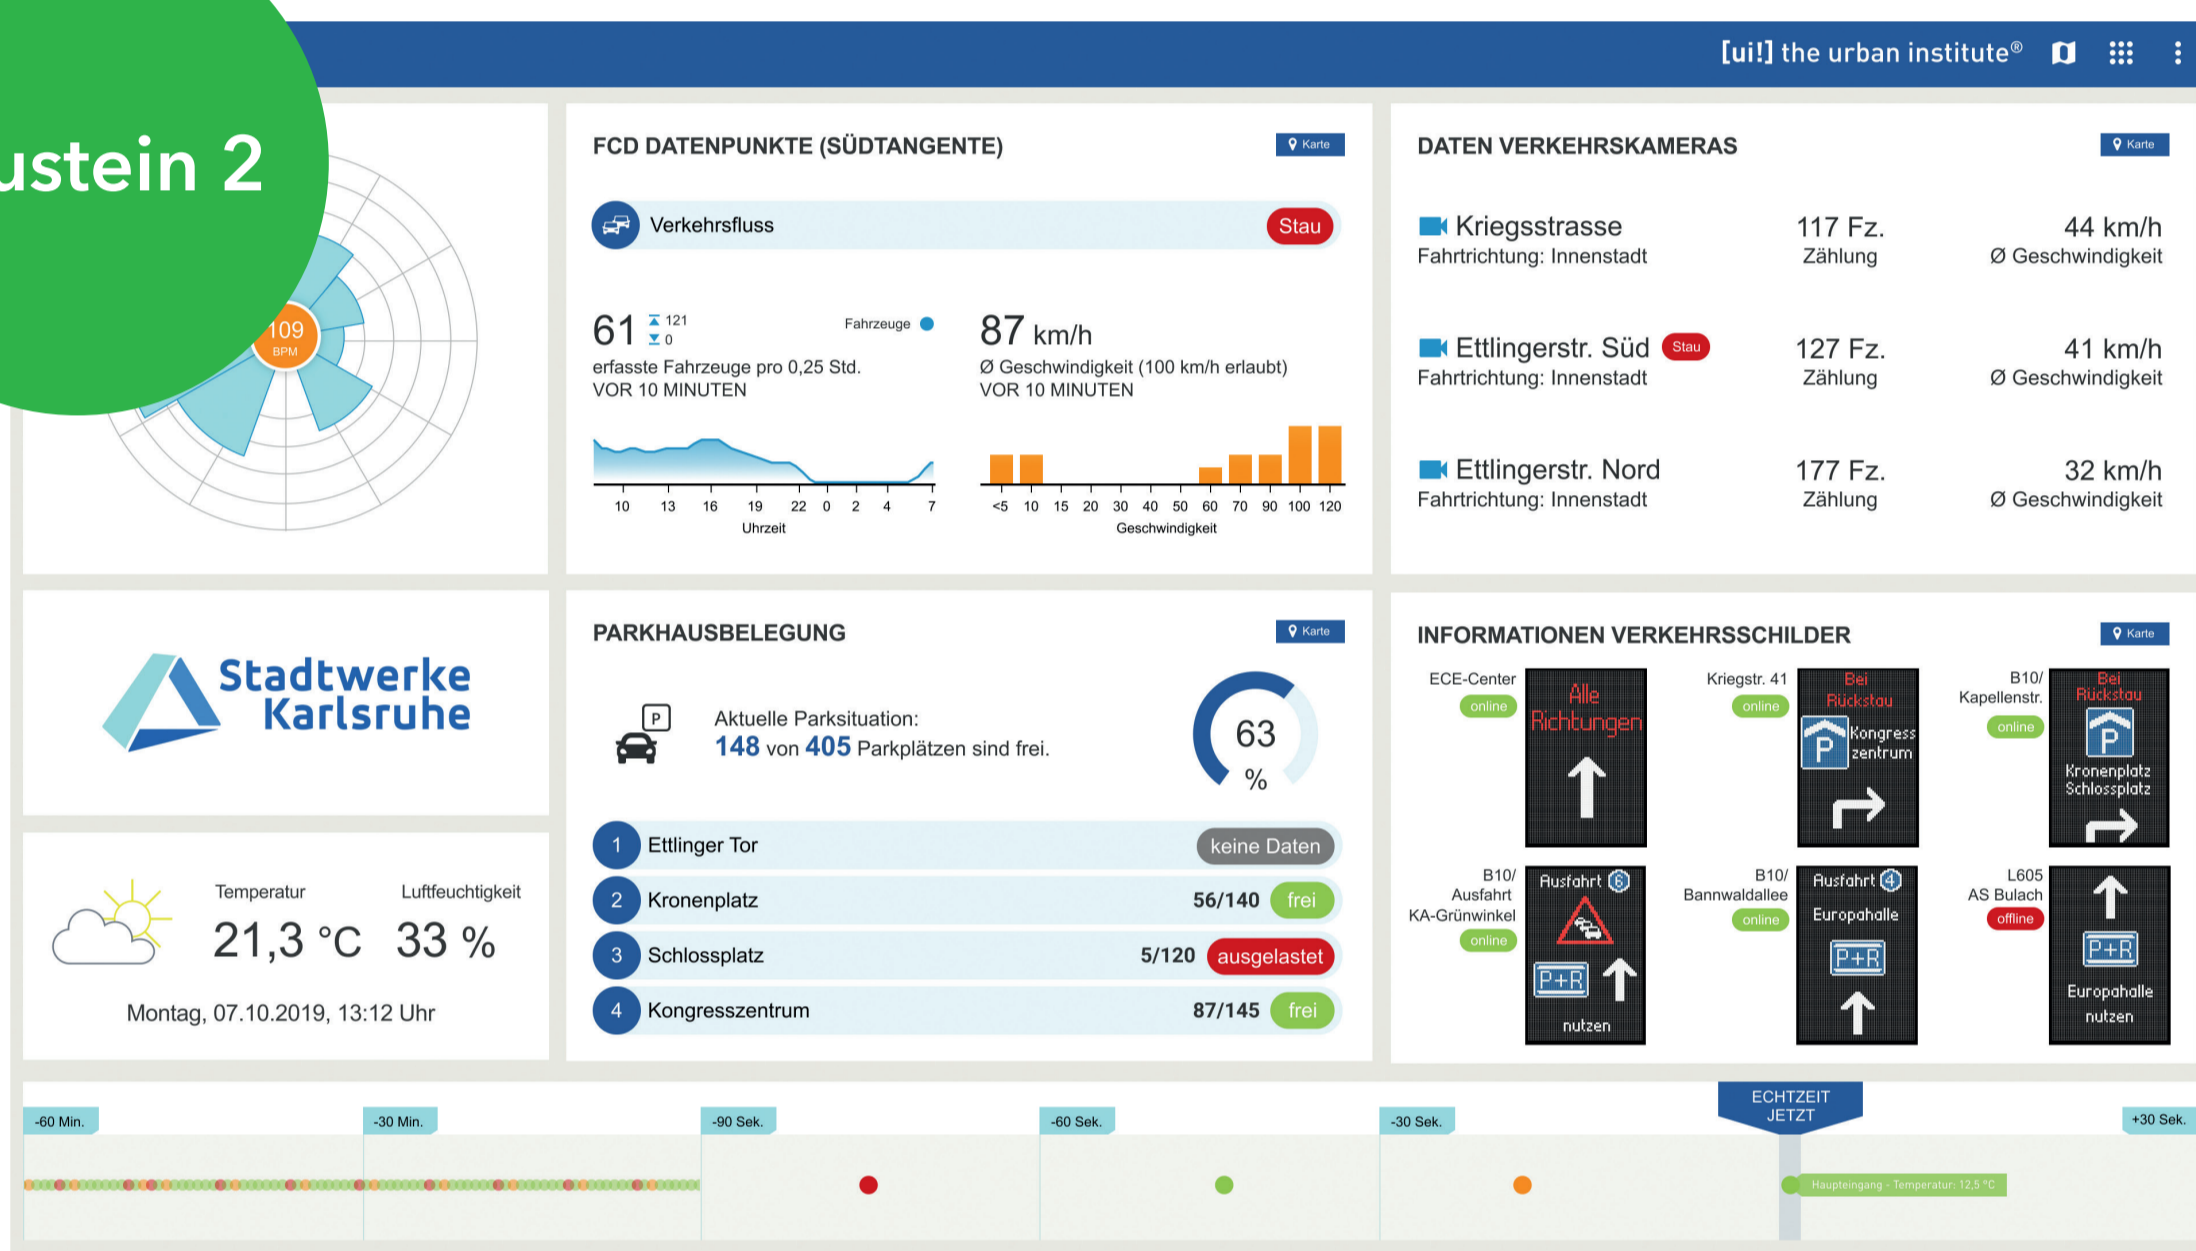 [ui!] the urban institute®
ustein 2
109
BPM
FCD DATENPUNKTE (SÜDTANGENTE)
Karte
Verkehrsfluss
Stau
61
121
0
Fahrzeuge
erfasste Fahrzeuge pro 0,25 Std.
VOR 10 MINUTEN
87 km/h
Ø Geschwindigkeit (100 km/h erlaubt)
VOR 10 MINUTEN
10 13 16 19 22 0 2 4 7
Uhrzeit
<5 10 15 20 30 40 50 60 70 90 100 120
Geschwindigkeit
DATEN VERKEHRSKAMERAS
Karte
Kriegsstrasse 117 Fz. 44 km/h
Fahrtrichtung: Innenstadt Zählung Ø Geschwindigkeit
Ettlingerstr. Süd Stau 127 Fz. 41 km/h
Fahrtrichtung: Innenstadt Zählung Ø Geschwindigkeit
Ettlingerstr. Nord 177 Fz. 32 km/h
Fahrtrichtung: Innenstadt Zählung Ø Geschwindigkeit
Stadtwerke
Karlsruhe
Temperatur Luftfeuchtigkeit
21,3 °C 33 %
Montag, 07.10.2019, 13:12 Uhr
PARKHAUSBELEGUNG
Karte
P
Aktuelle Parksituation:
148 von 405 Parkplätzen sind frei.
63
%
1 Ettlinger Tor keine Daten
2 Kronenplatz 56/140 frei
3 Schlossplatz 5/120 ausgelastet
4 Kongresszentrum 87/145 frei
INFORMATIONEN VERKEHRSSCHILDER
Karte
ECE-Center
online
Alle
Richtungen
Kriegstr. 41
online
Bei
Rückstau
P
Kongress
zentrum
B10/
Kapellenstr.
online
Bei
Rückstau
P
Kronenplatz
Schlossplatz
B10/
Ausfahrt
KA-Grünwinkel
online
Ausfahrt 6
P+R
nutzen
B10/
Bannwaldallee
online
Ausfahrt 4
Europahalle
P+R
L605
AS Bulach
offline
P+R
Europahalle
nutzen
-60 Min.
-30 Min.
-90 Sek.
-60 Sek.
-30 Sek.
ECHTZEIT
JETZT
+30 Sek.
Haupteingang - Temperatur: 12,5 °C